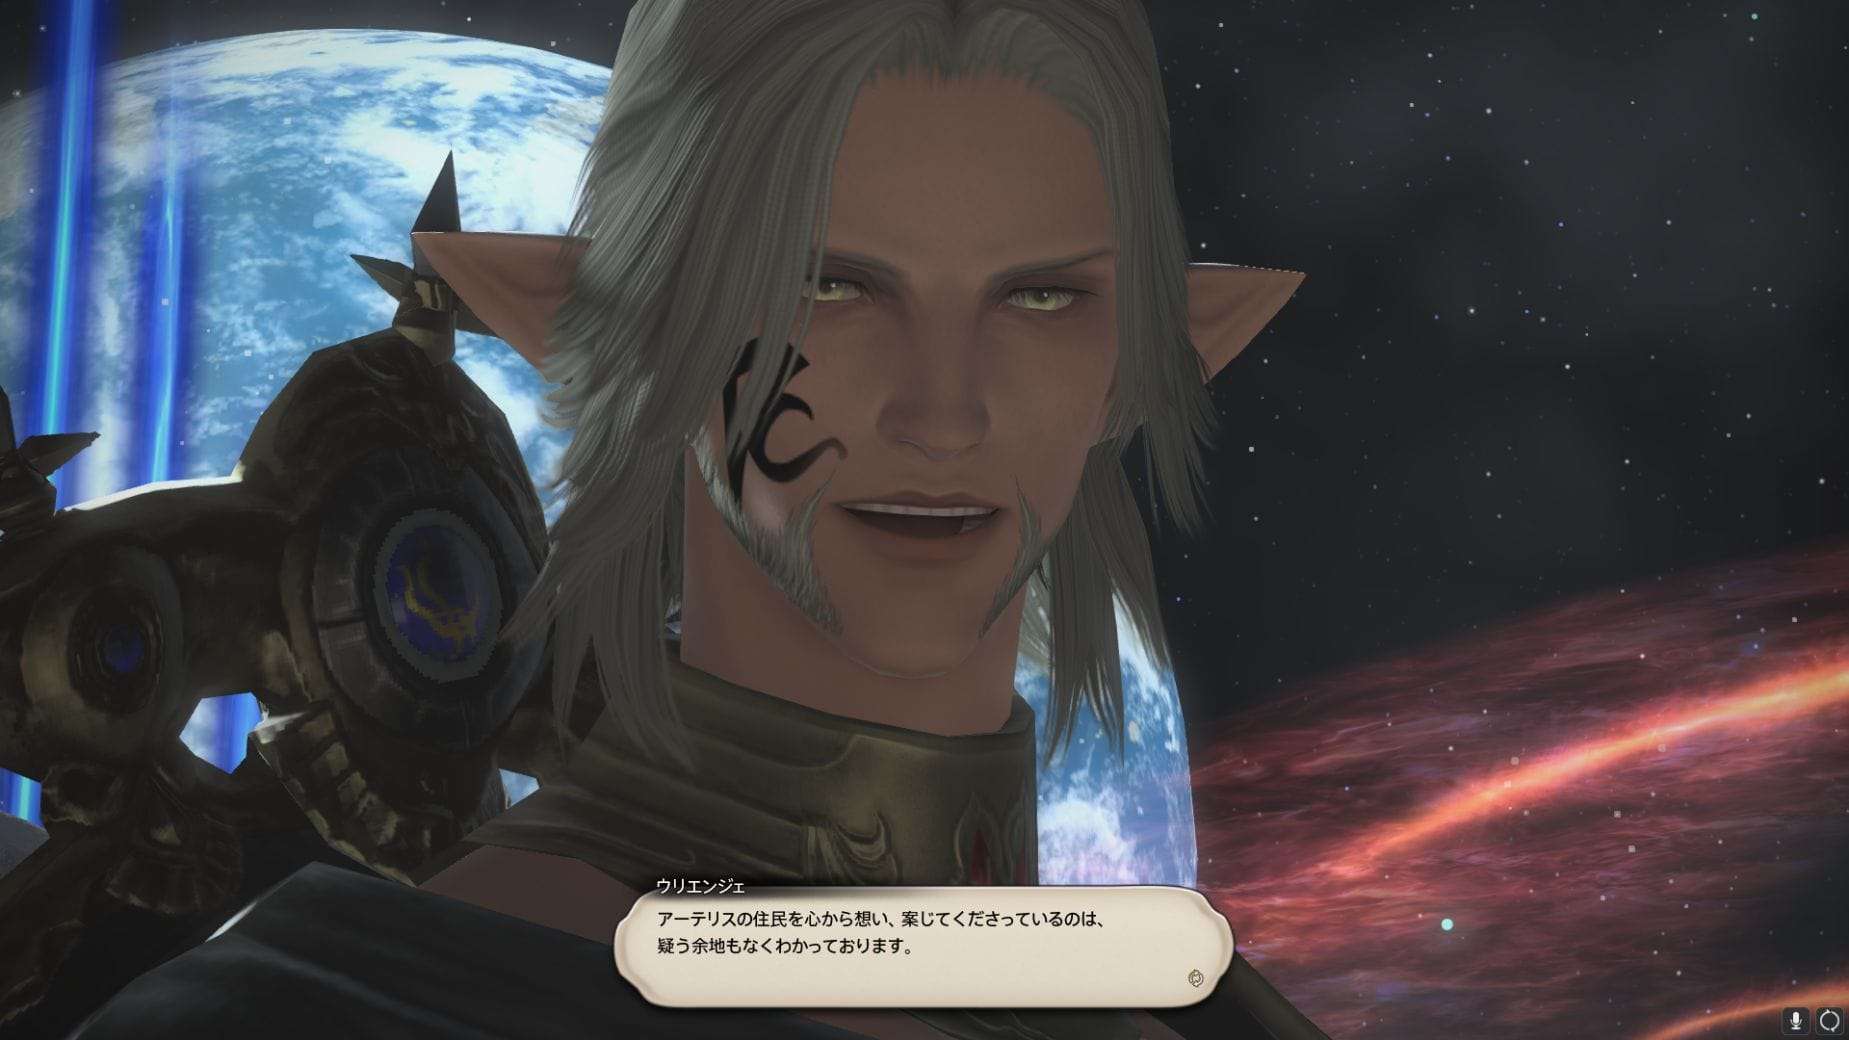 ウリエンジェ
アーテリスの住民を心から想い、案じてくださっているのは、
疑う余地もなくわかっております。